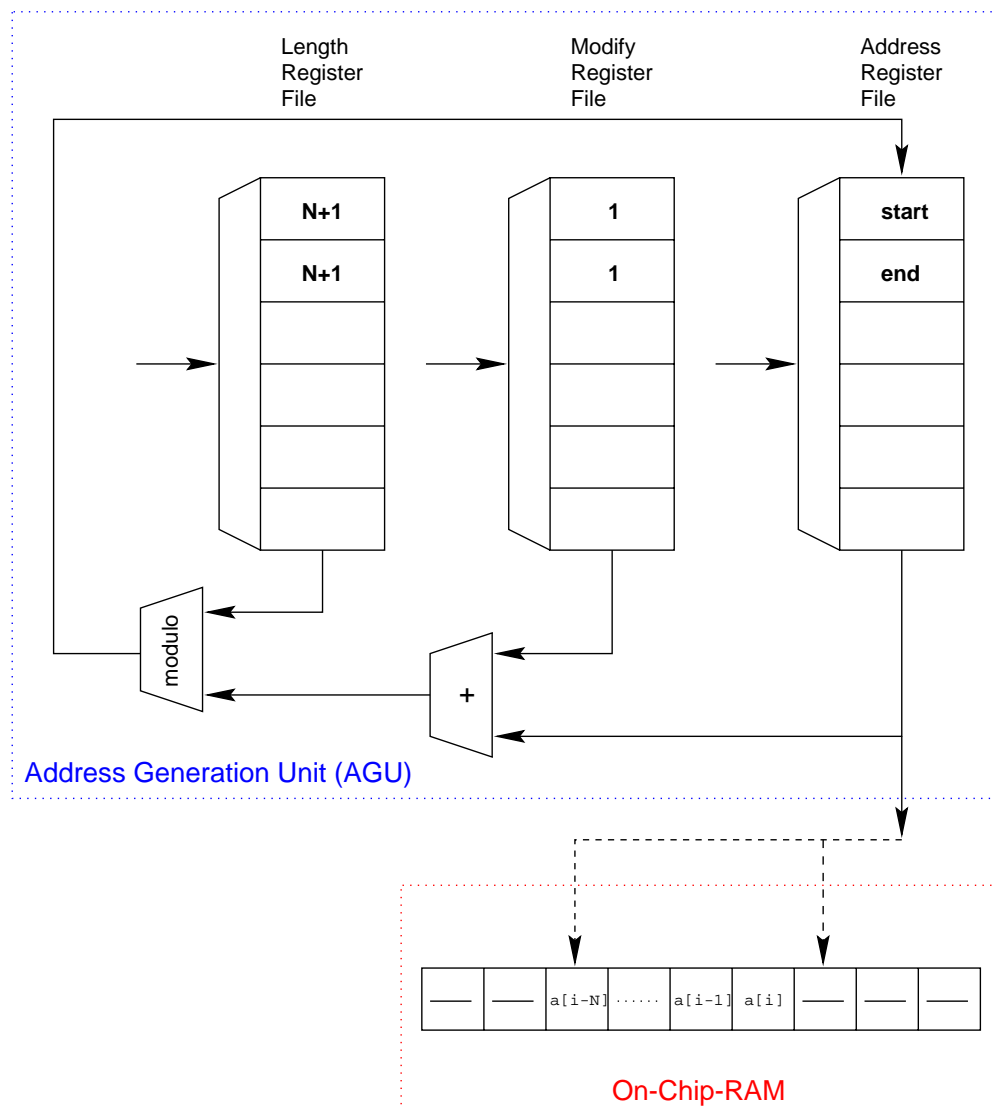 Length
Register
File
Modify
Register
File
Address
Register
File
N+1
1
start
N+1
1
end
modulo
+
Address Generation Unit (AGU)
a[i-N]
......
a[i-1]
a[i]
On-Chip-RAM